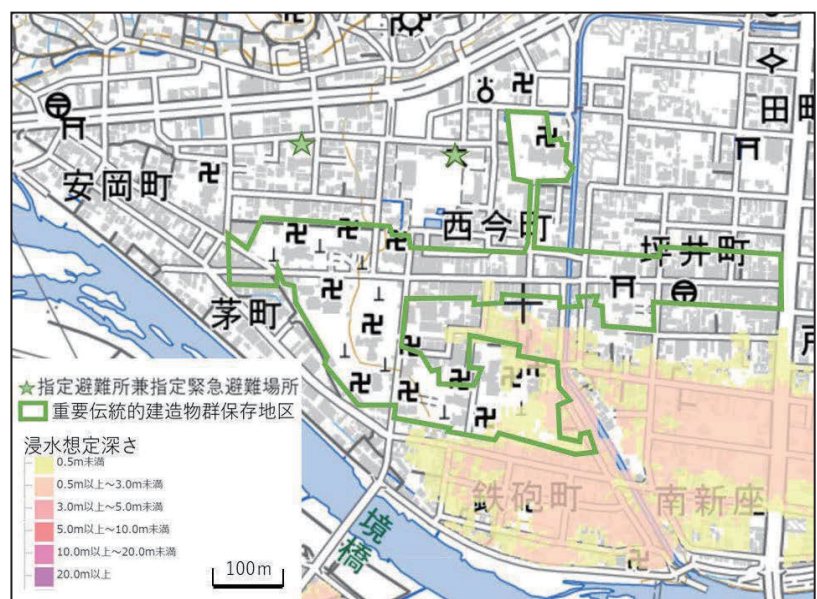 田町
安岡町
西今町
坪井町
茅町
戸
★指定避難所兼指定緊急避難場所
重要伝統的建造物群保存地区
浸水想定深さ
0.5m未満
0.5m以上～3.0m未満
3.0m以上～5.0m未満
5.0m以上～10.0m未満
10.0m以上～20.0m未満
20.0m以上
100m
鉄砲町
南新座
境橋